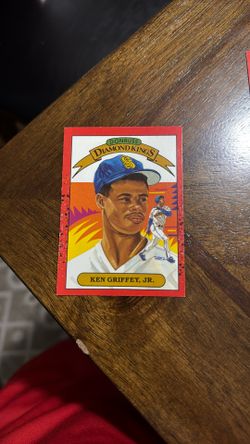 DONRUSS
DIAMOND KINGS
S
KEN GRIFFEY, JR.